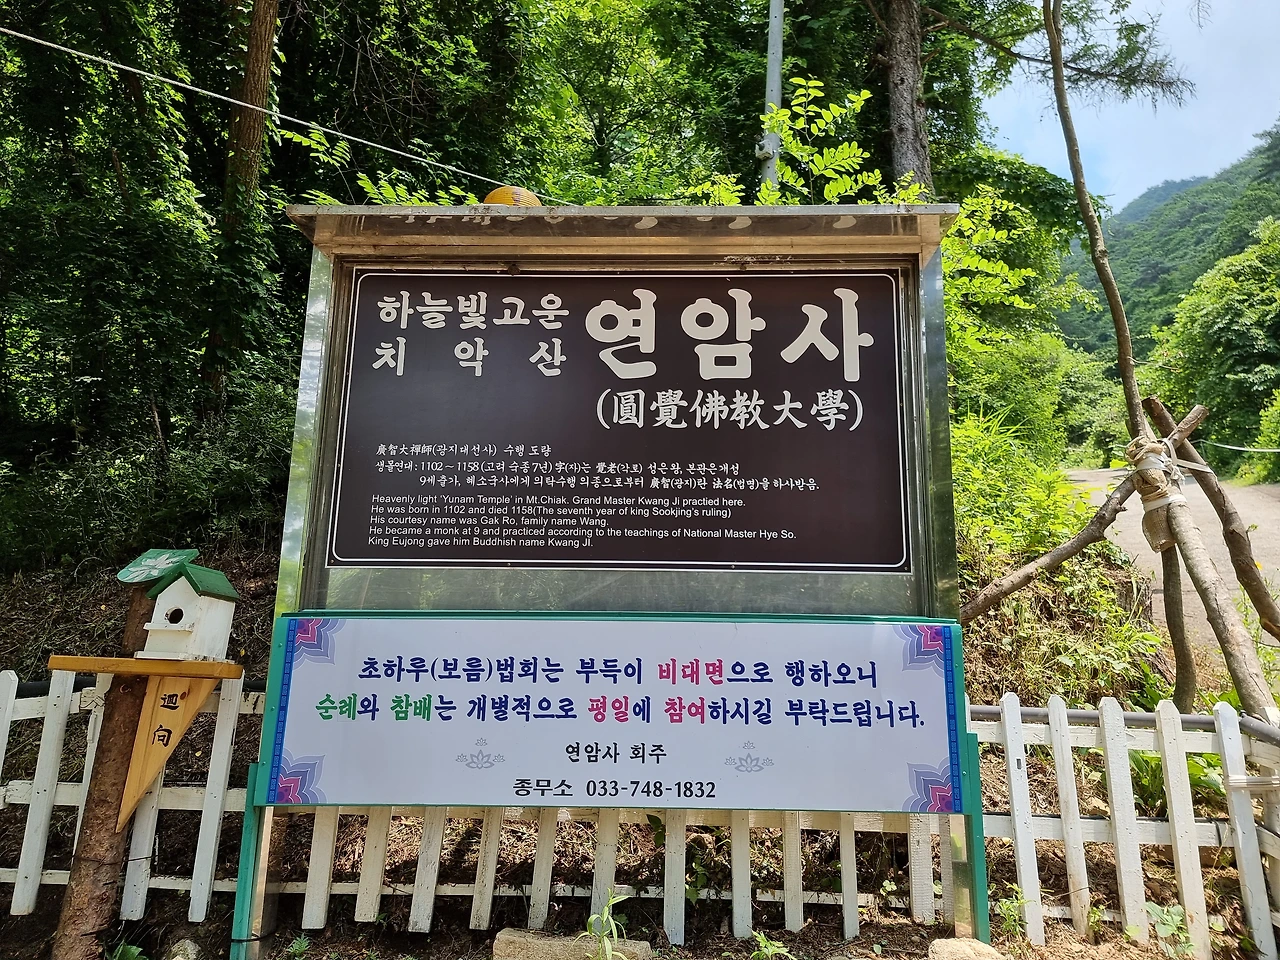 하늘빛고운
치악산
연암사
(圓覺佛教大學)
廣智大禪師(광지대선사) 수행 도량
생몰연대 : 1102 ~ 1158(고려 숙종 7년) 字(자)는 覺老(각로) 성은왕, 본관은개성
9세출가, 혜소국사에게 의탁수행 의종으로부터 廣智(광지)란 法名(법명)을 하사받음.
Heavenly light 'Yunam Temple' in Mt.Chiak. Grand Master Kwang Ji practied here.
He was born in 1102 and died 1158(The seventh year of king Sookjing's ruling)
His courtesy name was Gak Ro, family name Wang.
He became a monk at 9 and practiced according to the teachings of National Master Hye So.
King Eujong gave him Buddhish name Kwang JI.
초하루(보름)법회는 부득이 비대면으로 행하오니
순례와 참배는 개별적으로 평일에 참여하시길 부탁드립니다.
연암사 회주
종무소 033-748-1832
廻
向